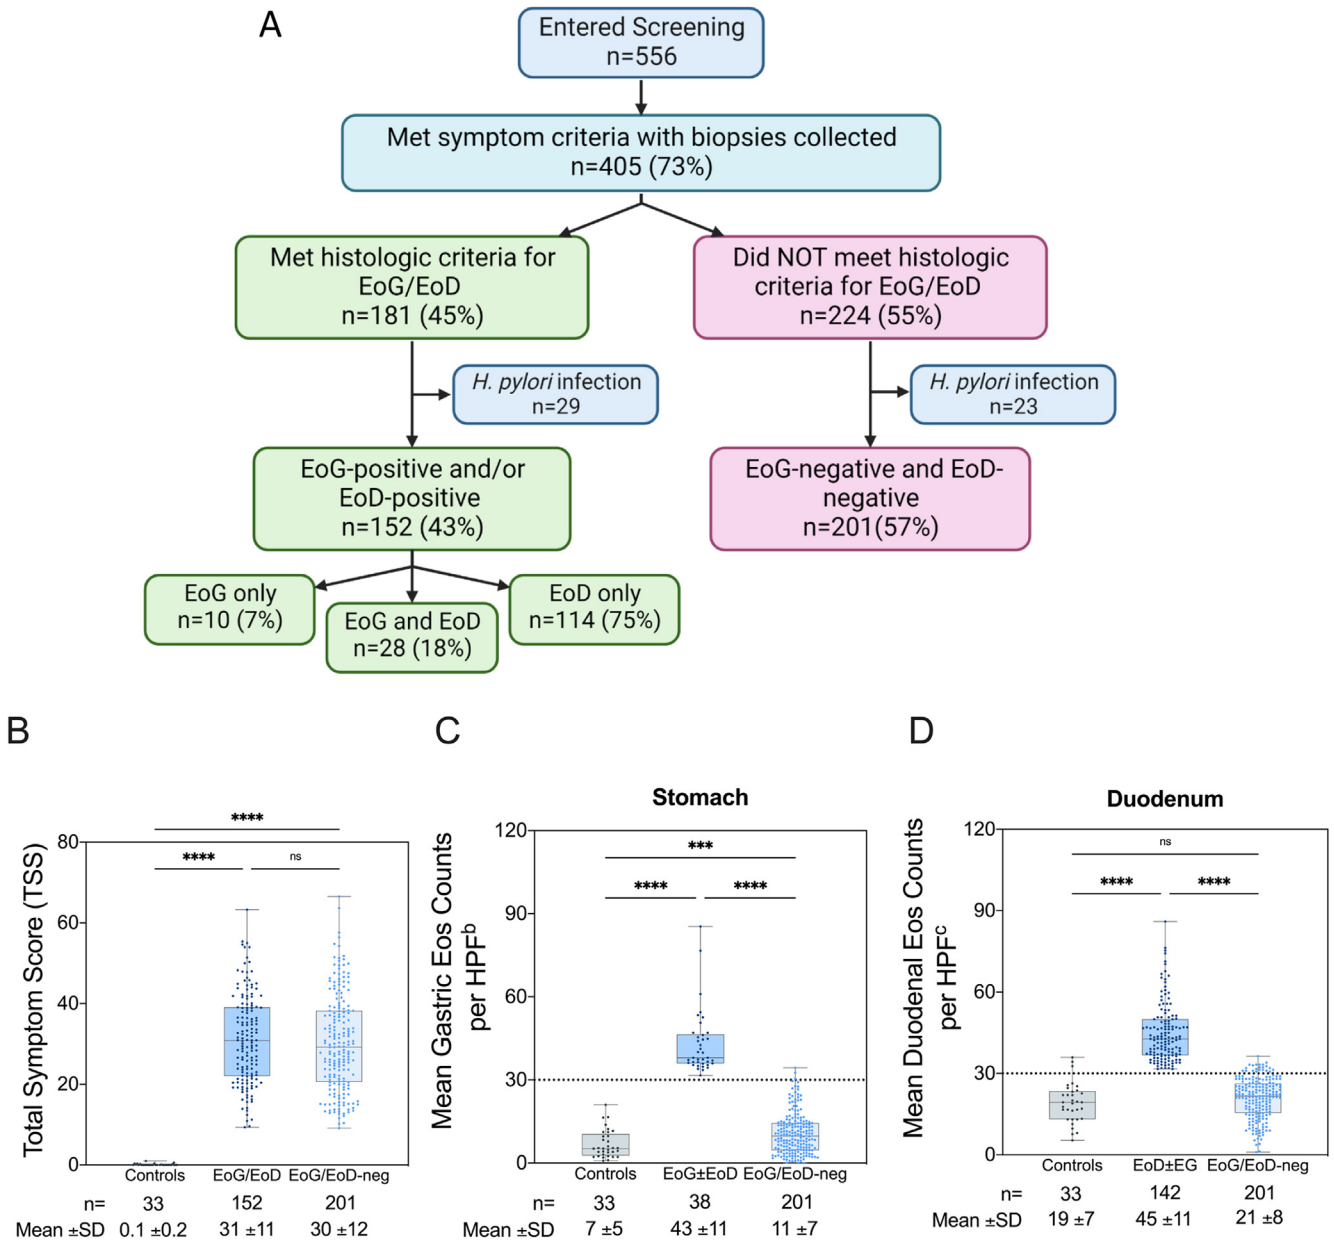 A
Entered Screening
n=556
Met symptom criteria with biopsies collected
n=405 (73%)
Met histologic criteria for
EoG/EoD
n=181 (45%)
Did NOT meet histologic
criteria for EoG/EoD
n=224 (55%)
H. pylori infection
n=29
H. pylori infection
n=23
EoG-positive and/or
EoD-positive
n=152 (43%)
EoG-negative and EoD-
negative
n=201(57%)
EoG only
n=10 (7%)
EoG and EoD
n=28 (18%)
EoD only
n=114 (75%)
B
Total Symptom Score (TSS)
80
60
40
20
0
****
****
ns
Controls EoG/EoD EoG/EoD-neg
n= 33 152 201
Mean ±SD 0.1 ±0.2 31 ±11 30 ±12
C
Stomach
Mean Gastric Eos Counts
per HPFb
120
90
60
30
0
***
****
****
Controls EoG±EoD EoG/EoD-neg
n= 33 38 201
Mean ±SD 7 ±5 43 ±11 11 ±7
D
Duodenum
Mean Duodenal Eos Counts
per HPFc
120
90
60
30
0
ns
****
****
Controls EoD±EG EoG/EoD-neg
n= 33 142 201
Mean ±SD 19 ±7 45 ±11 21 ±8